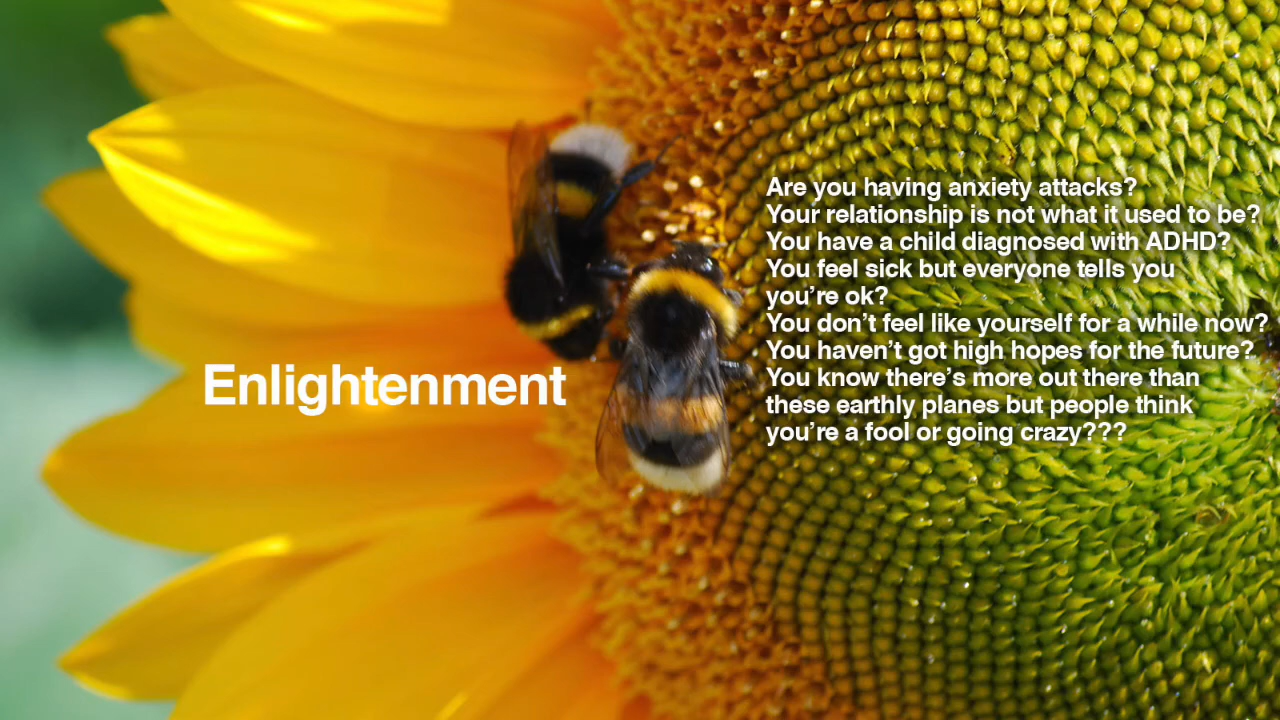 Are you having anxiety attacks?
Your relationship is not what it used to be?
You have a child diagnosed with ADHD?
You feel sick but everyone tells you
you're ok?
You don't feel like yourself for a while now?
You haven't got high hopes for the future?
You know there's more out there than
these earthly planes but people think
you're a fool or going crazy???
Enlightenment